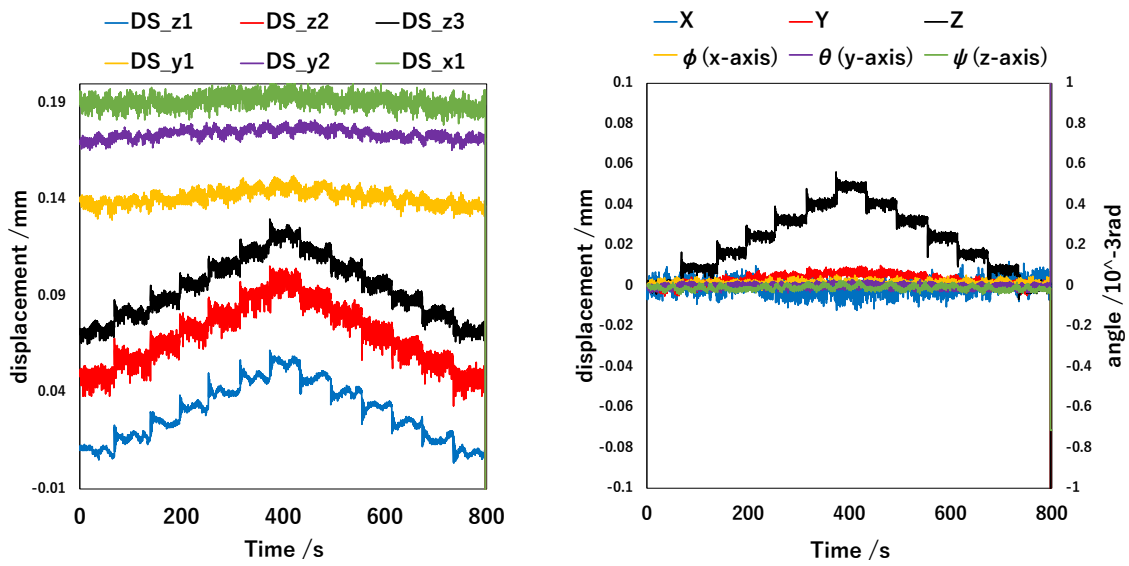 DS_z1 DS_z2 DS_z3
DS_y1 DS_y2 DS_x1
0.19
0.14
0.09
0.04
-0.01
displacement /mm
0 200 400 600 800
Time /s
X Y Z
ϕ (x-axis) θ (y-axis) ψ (z-axis)
0.1
0.08
0.06
0.04
0.02
0
-0.02
-0.04
-0.06
-0.08
-0.1
displacement /mm
1
0.8
0.6
0.4
0.2
0
-0.2
-0.4
-0.6
-0.8
-1
angle /10^-3rad
0 200 400 600 800
Time /s